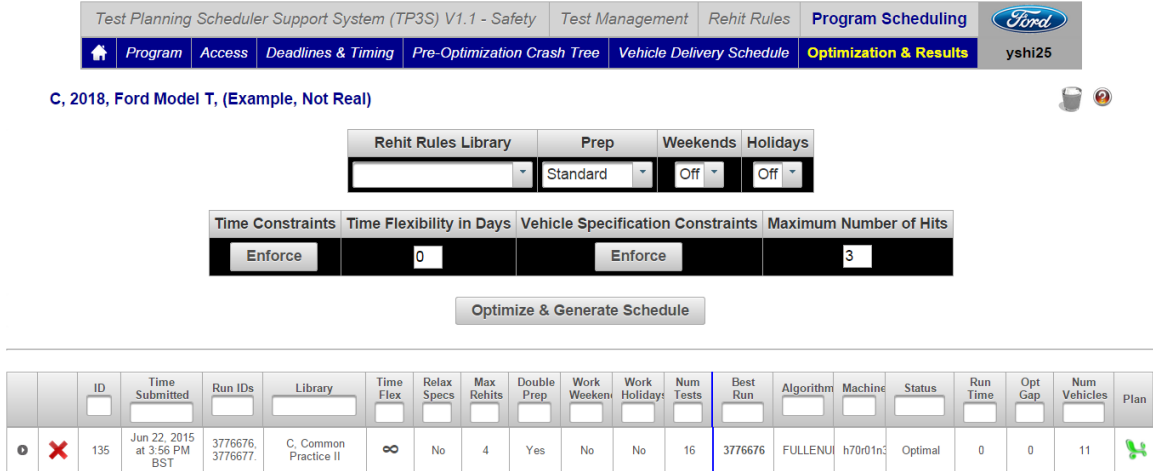 Test Planning Scheduler Support System (TP3S) V1.1 - Safety Test Management Rehit Rules Program Scheduling Ford
Program Access Deadlines & Timing Pre-Optimization Crash Tree Vehicle Delivery Schedule Optimization & Results yshi25
C, 2018, Ford Model T, (Example, Not Real)
Rehit Rules Library Prep Weekends Holidays
Standard Off Off
Time Constraints Time Flexibility in Days Vehicle Specification Constraints Maximum Number of Hits
Enforce 0 Enforce 3
Optimize & Generate Schedule
ID Time Submitted Run IDs Library Time Flex Relax Specs Max Rehits Double Prep Work Weeken Work Holiday Num Tests Best Run Algorithm Machine Status Run Time Opt Gap Num Vehicles Plan
135 Jun 22, 2015 at 3:56 PM BST 3776676, 3776677. C, Common Practice II ∞ No 4 Yes No No 16 3776676 FULLENU h70r01n3 Optimal 0 0 11